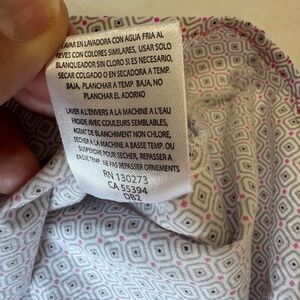 LAVAR EN LAVADORA CON AGUA FRIA AL
REVES CON COLORES SIMILARES, USAR SOLO
BLANQUEADOR SIN CLORO SI ES NECESARIO,
SECAR COLGADO O EN SECADORA A TEMP.
BAJA, PLANCHAR A TEMP BAJA, NO
PLANCHAR EL ADORNO
LAVER A L'ENVERS A LA MACHINE A L'EAU
FROIDE AVEC COULEURS SEMBLABLES,
AGENT DE BLANCHIMENT NON CHLORE,
SECHER A LA MACHINE A BASSE TEMP. OU
SUSPENDRE POUR SECHER, REPASSER A
BASSE TEMP. NE PAS REPASSER ORNEMENTS
RN 130273
CA 55394
DB2